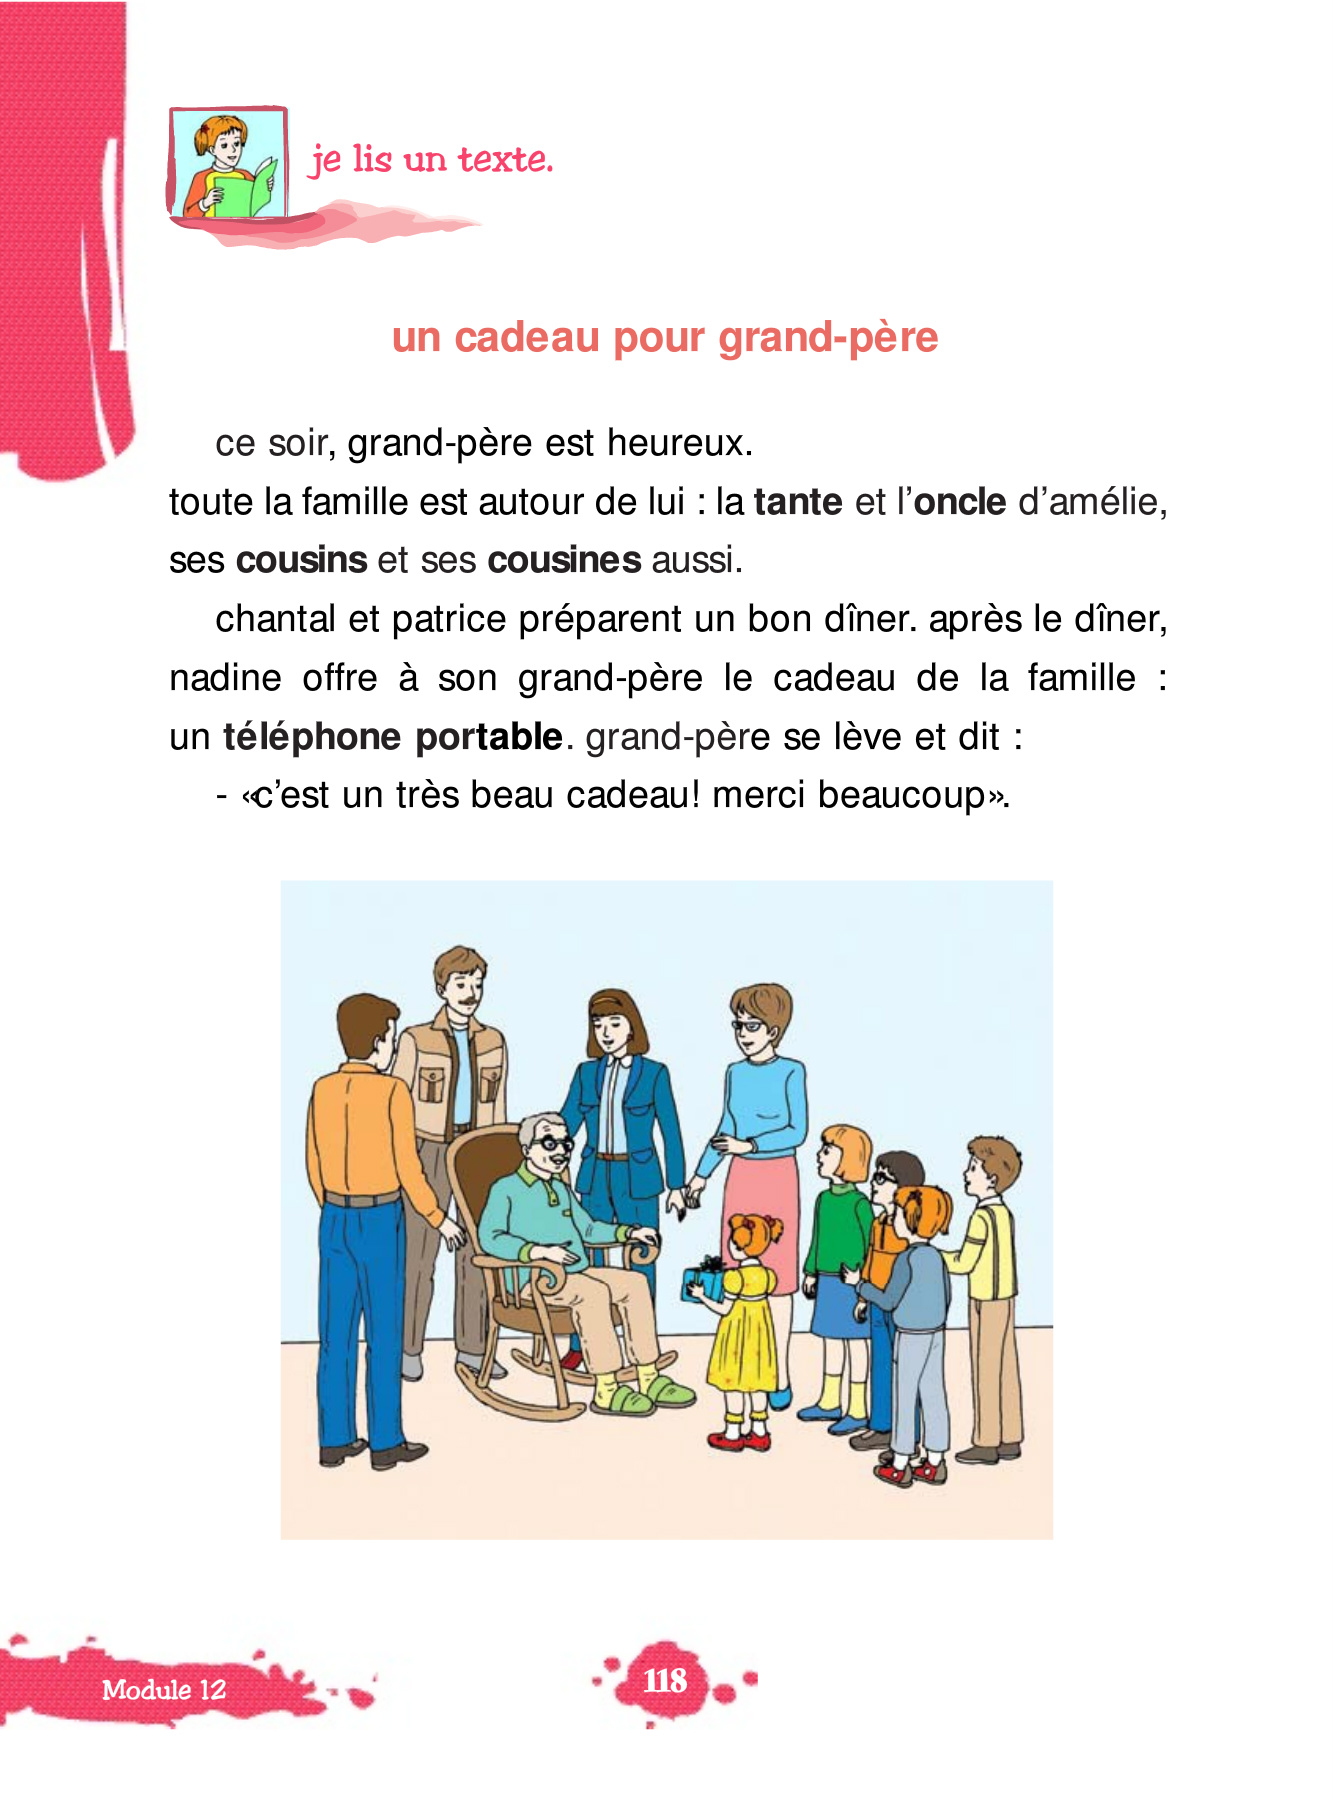 je lis un texte.
un cadeau pour grand-père
ce soir, grand-père est heureux.
toute la famille est autour de lui : la tante et l’oncle d’amélie,
ses cousins et ses cousines aussi.
chantal et patrice préparent un bon dîner. après le dîner,
nadine offre à son grand-père le cadeau de la famille :
un téléphone portable. grand-père se lève et dit :
- «c’est un très beau cadeau! merci beaucoup».
Module 12
118